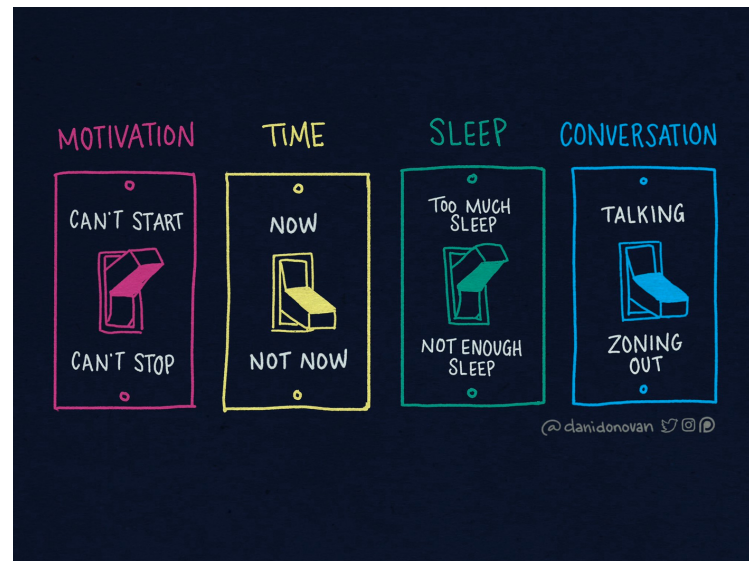 MOTIVATION
CAN'T START
CAN'T STOP
TIME
NOW
NOT NOW
SLEEP
TOO MUCH
SLEEP
NOT ENOUGH
SLEEP
CONVERSATION
TALKING
ZONING
OUT
@danidonovan